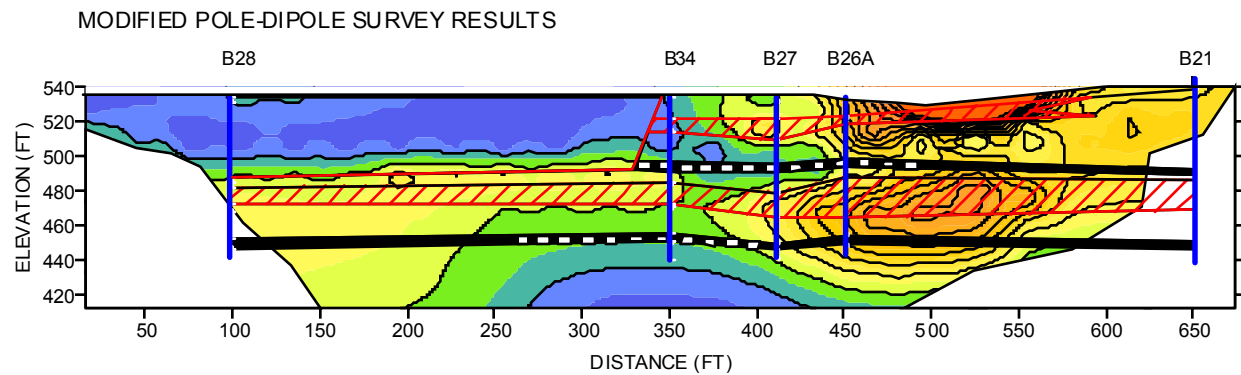 MODIFIED POLE-DIPOLE SURVEY RESULTS
B28 B34 B27 B26A B21
ELEVATION (FT)
540
520
500
480
460
440
420
50 100 150 200 250 300 350 400 450 500 550 600 650
DISTANCE (FT)